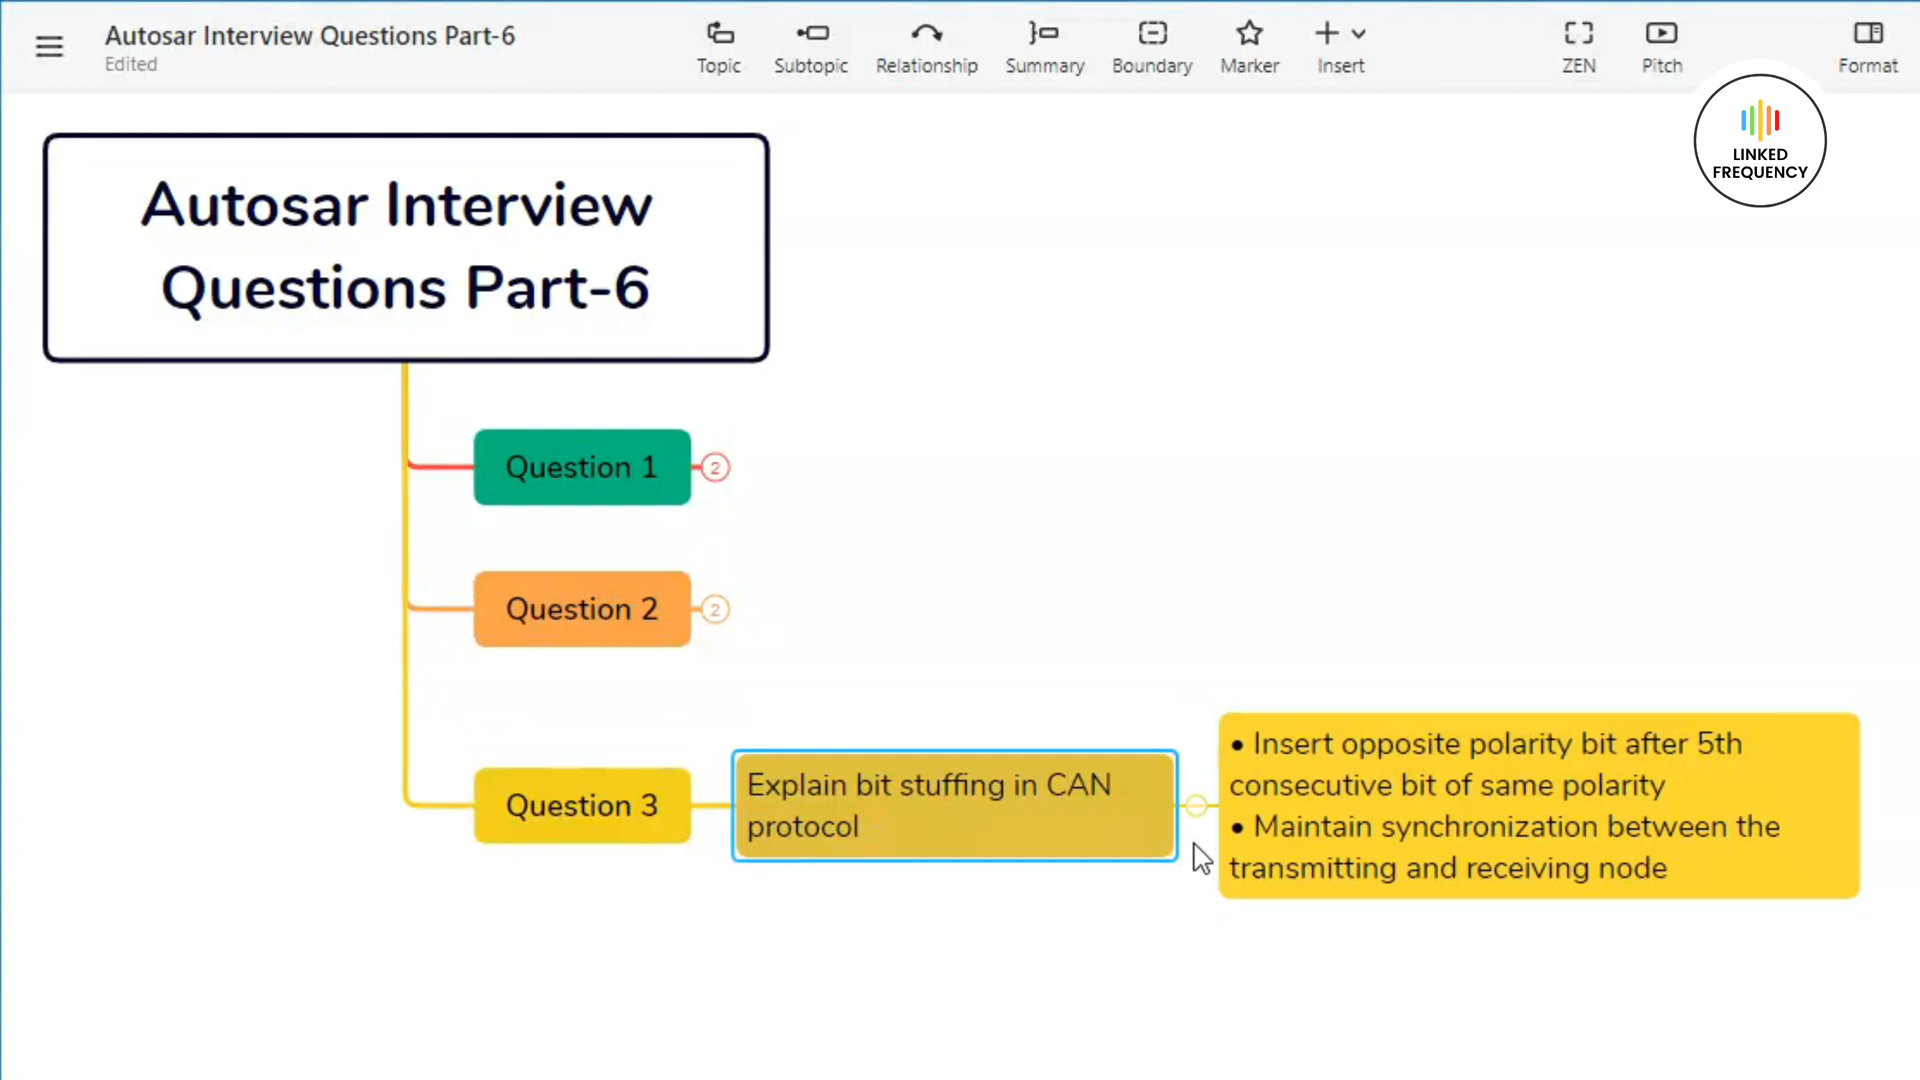 Autosar Interview Questions Part-6
Edited
Topic
Subtopic
Relationship
Summary
Boundary
Marker
Insert
ZEN
Pitch
Format
LINKED
FREQUENCY
Autosar Interview
Questions Part-6
Question 1
2
Question 2
2
Question 3
Explain bit stuffing in CAN
protocol
• Insert opposite polarity bit after 5th
consecutive bit of same polarity
• Maintain synchronization between the
transmitting and receiving node